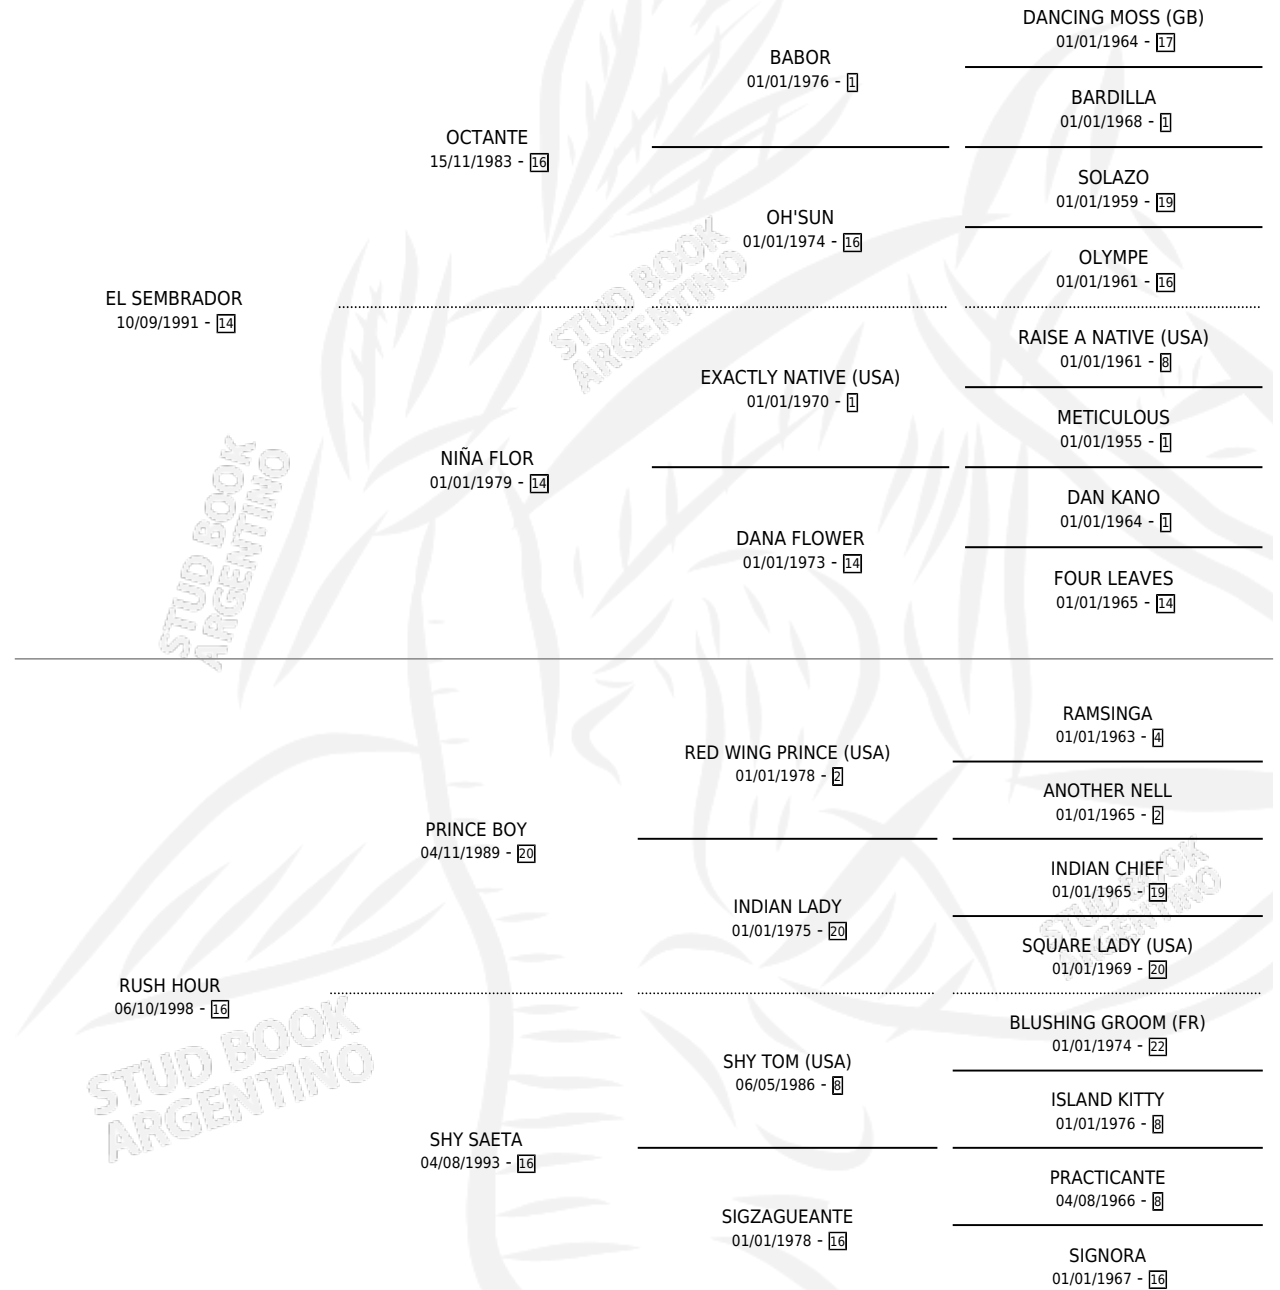 DANCING MOSS (GB)
01/01/1964 - 17
BABOR
01/01/1976 - 1
BARDILLA
01/01/1968 - 1
OCTANTE
15/11/1983 - 16
SOLAZO
01/01/1959 - 19
OH'SUN
01/01/1974 - 16
OLYMPE
01/01/1961 - 16
EL SEMBRADOR
10/09/1991 - 14
RAISE A NATIVE (USA)
01/01/1961 - 8
EXACTLY NATIVE (USA)
01/01/1970 - 1
METICULOUS
01/01/1955 - 1
NIÑA FLOR
01/01/1979 - 14
DAN KANO
01/01/1964 - 1
DANA FLOWER
01/01/1973 - 14
FOUR LEAVES
01/01/1965 - 14
STUD BOOK
ARGENTINO
STUD BOOK
ARGENTINO
RAMSINGA
01/01/1963 - 4
RED WING PRINCE (USA)
01/01/1978 - 2
ANOTHER NELL
01/01/1965 - 2
PRINCE BOY
04/11/1989 - 20
INDIAN CHIEF
01/01/1965 - 19
INDIAN LADY
01/01/1975 - 20
SQUARE LADY (USA)
01/01/1969 - 20
STUD BOOK
ARGENTINO
RUSH HOUR
06/10/1998 - 16
BLUSHING GROOM (FR)
01/01/1974 - 22
SHY TOM (USA)
06/05/1986 - 8
ISLAND KITTY
01/01/1976 - 8
STUD BOOK
ARGENTINO
SHY SAETA
04/08/1993 - 16
PRACTICANTE
04/08/1966 - 8
SIGZAGUEANTE
01/01/1978 - 16
SIGNORA
01/01/1967 - 16